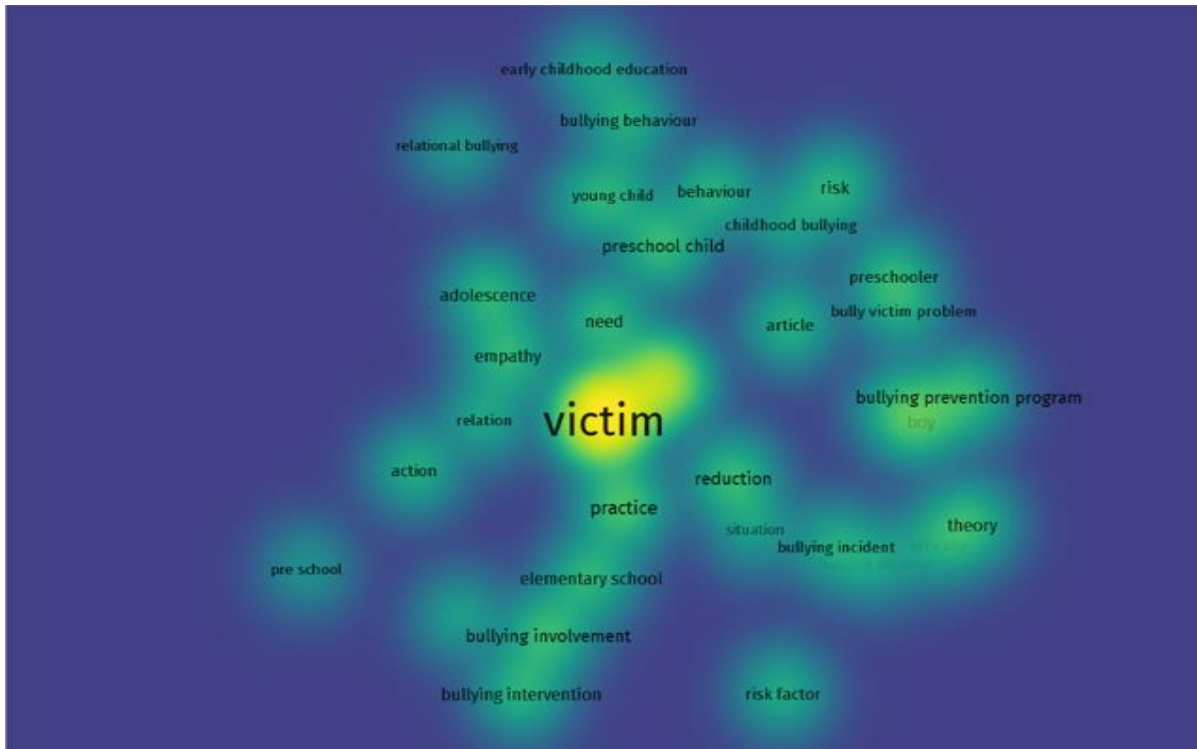 early childhood education
bullying behaviour
relational bullying
young child
behaviour
risk
childhood bullying
preschool child
preschooler
adolescence
bully victim problem
need
article
empathy
bullying prevention program
victim
relation
boy
action
reduction
practice
situation
theory
bullying incident
pre school
elementary school
bullying involvement
bullying intervention
risk factor